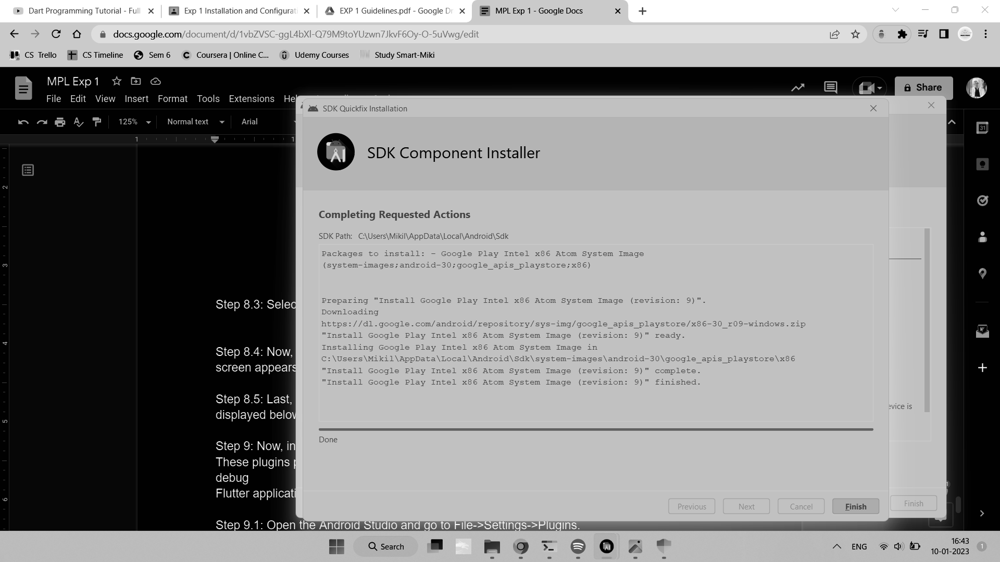 Dart Programming Tutorial - Full
Exp 1 Installation and Configurati
EXP 1 Guidelines.pdf - Google Dr
MPL Exp 1 - Google Docs
docs.google.com/document/d/1vbZVSC-ggL4bXl-Q79M9toYUzwn7JkvF6Oy-O-5uVwg/edit
CS Trello
CS Timeline
Sem 6
Coursera | Online C...
Udemy Courses
Study Smart-Miki
MPL Exp 1
File Edit View Insert Format Tools Extensions Hel
Share
125%
Normal text
Arial
SDK Quickfix Installation
SDK Component Installer
Completing Requested Actions
SDK Path: C:\Users\Mikil\AppData\Local\Android\Sdk
Packages to install: - Google Play Intel x86 Atom System Image
(system-images;android-30;google_apis_playstore;x86)
Preparing "Install Google Play Intel x86 Atom System Image (revision: 9)".
Downloading
https://dl.google.com/android/repository/sys-img/google_apis_playstore/x86-30_r09-windows.zip
"Install Google Play Intel x86 Atom System Image (revision: 9)" ready.
Installing Google Play Intel x86 Atom System Image in
C:\Users\Mikil\AppData\Local\Android\Sdk\system-images\android-30\google_apis_playstore\x86
"Install Google Play Intel x86 Atom System Image (revision: 9)" complete.
"Install Google Play Intel x86 Atom System Image (revision: 9)" finished.
Done
Previous
Next
Cancel
Finish
Finish
evice is
1
1
2
3
4
5
6
31
Step 8.3: Selec
Step 8.4: Now,
screen appears
Step 8.5: Last,
displayed below
Step 9: Now, in
These plugins p
debug
Flutter applicati
Step 9.1: Open the Android Studio and go to File->Settings->Plugins.
Search
ENG
16:43
10-01-2023
1